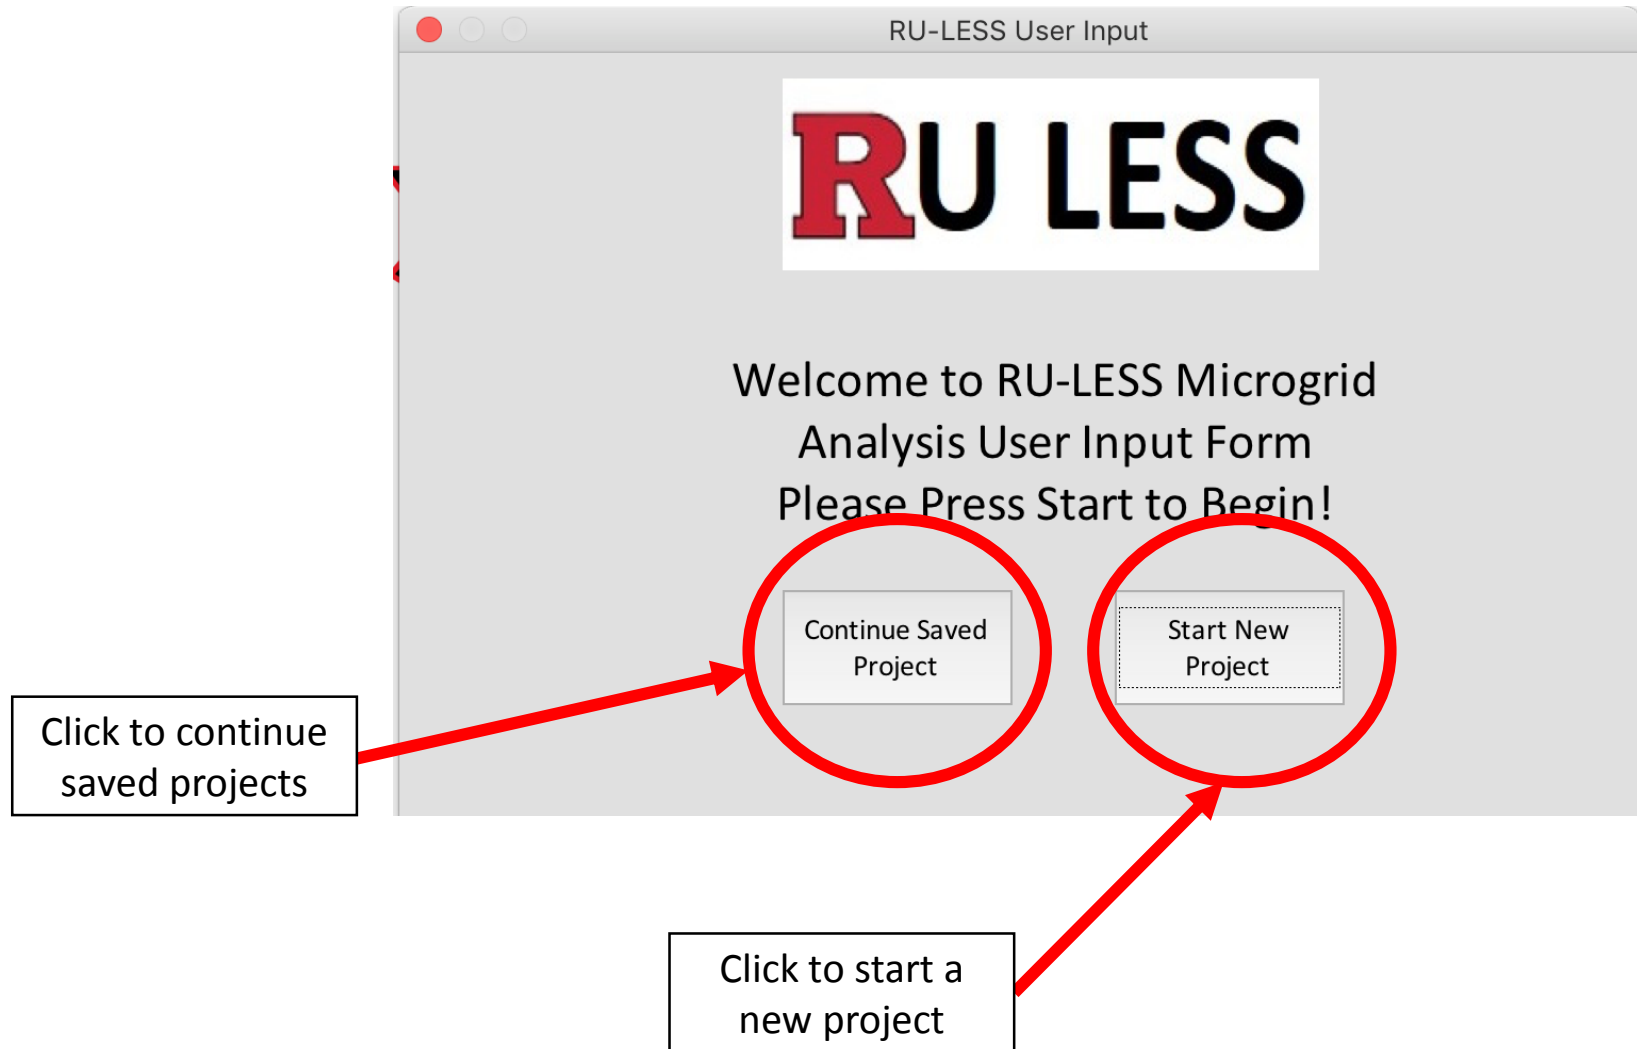 RU-LESS User Input
RU LESS
Welcome to RU-LESS Microgrid
Analysis User Input Form
Please Press Start to Begin!
Continue Saved
Project
Start New
Project
Click to continue
saved projects
Click to start a
new project